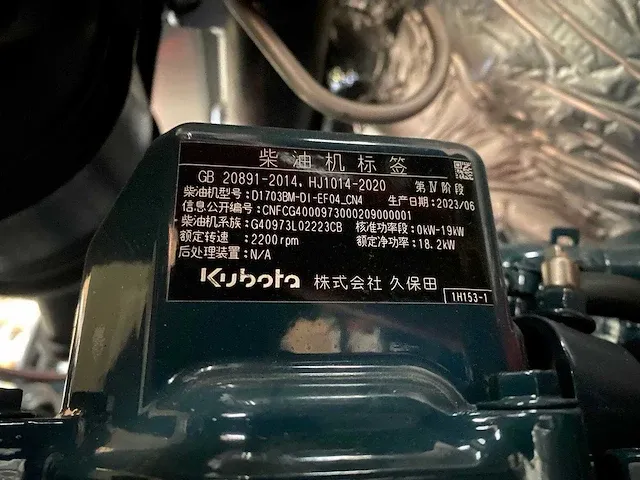 柴油机标签
GB 20891-2014、HJ1014-2020 第Ⅳ阶段
柴油机型号：D1703BM-DI-EF04_CN4 生产日期：2023/06
信息公开编号：CNFCG4000973000209000001
柴油机系族：G40973L02223CB 核准功率段：0kW-19kW
额定转速：2200rpm 额定净功率：18.2kW
后处理装置：N/A
Kubota 株式会社 久保田
1H153-1